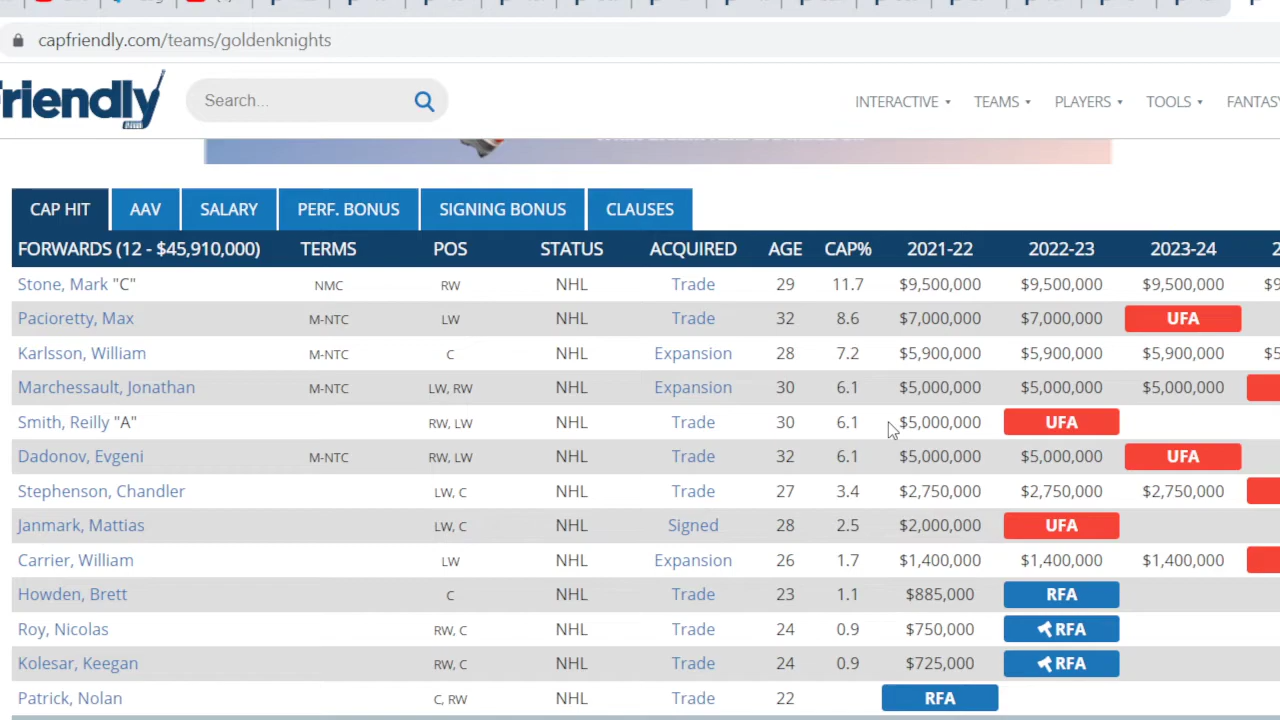 capfriendly.com/teams/goldenknights
friendly
Search...
INTERACTIVE TEAMS PLAYERS TOOLS FANTASY
CAP HIT AAV SALARY PERF. BONUS SIGNING BONUS CLAUSES
FORWARDS (12 - $45,910,000) TERMS POS STATUS ACQUIRED AGE CAP% 2021-22 2022-23 2023-24 2
Stone, Mark "C" NMC RW NHL Trade 29 11.7 $9,500,000 $9,500,000 $9,500,000 $9
Pacioretty, Max M-NTC LW NHL Trade 32 8.6 $7,000,000 $7,000,000 UFA
Karlsson, William M-NTC C NHL Expansion 28 7.2 $5,900,000 $5,900,000 $5,900,000 $5
Marchessault, Jonathan M-NTC LW, RW NHL Expansion 30 6.1 $5,000,000 $5,000,000 $5,000,000
Smith, Reilly "A" RW, LW NHL Trade 30 6.1 $5,000,000 UFA
Dadonov, Evgeni M-NTC RW, LW NHL Trade 32 6.1 $5,000,000 $5,000,000 UFA
Stephenson, Chandler LW, C NHL Trade 27 3.4 $2,750,000 $2,750,000 $2,750,000
Janmark, Mattias LW, C NHL Signed 28 2.5 $2,000,000 UFA
Carrier, William LW NHL Expansion 26 1.7 $1,400,000 $1,400,000 $1,400,000
Howden, Brett C NHL Trade 23 1.1 $885,000 RFA
Roy, Nicolas RW, C NHL Trade 24 0.9 $750,000 RFA
Kolesar, Keegan RW, C NHL Trade 24 0.9 $725,000 RFA
Patrick, Nolan C, RW NHL Trade 22 RFA